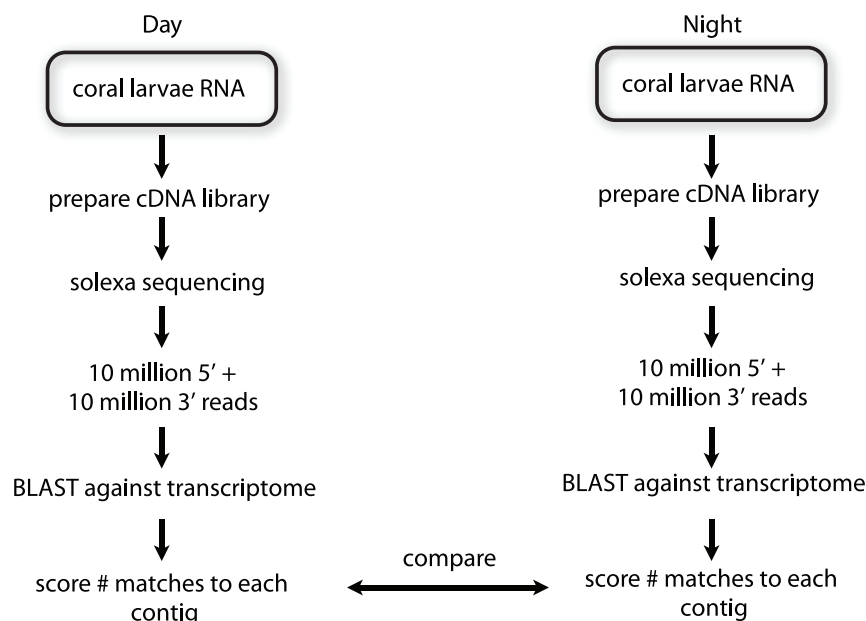 Day
coral larvae RNA
prepare cDNA library
solexa sequencing
10 million 5’ +
10 million 3’ reads
BLAST against transcriptome
score # matches to each
contig
compare
Night
coral larvae RNA
prepare cDNA library
solexa sequencing
10 million 5’ +
10 million 3’ reads
BLAST against transcriptome
score # matches to each
contig